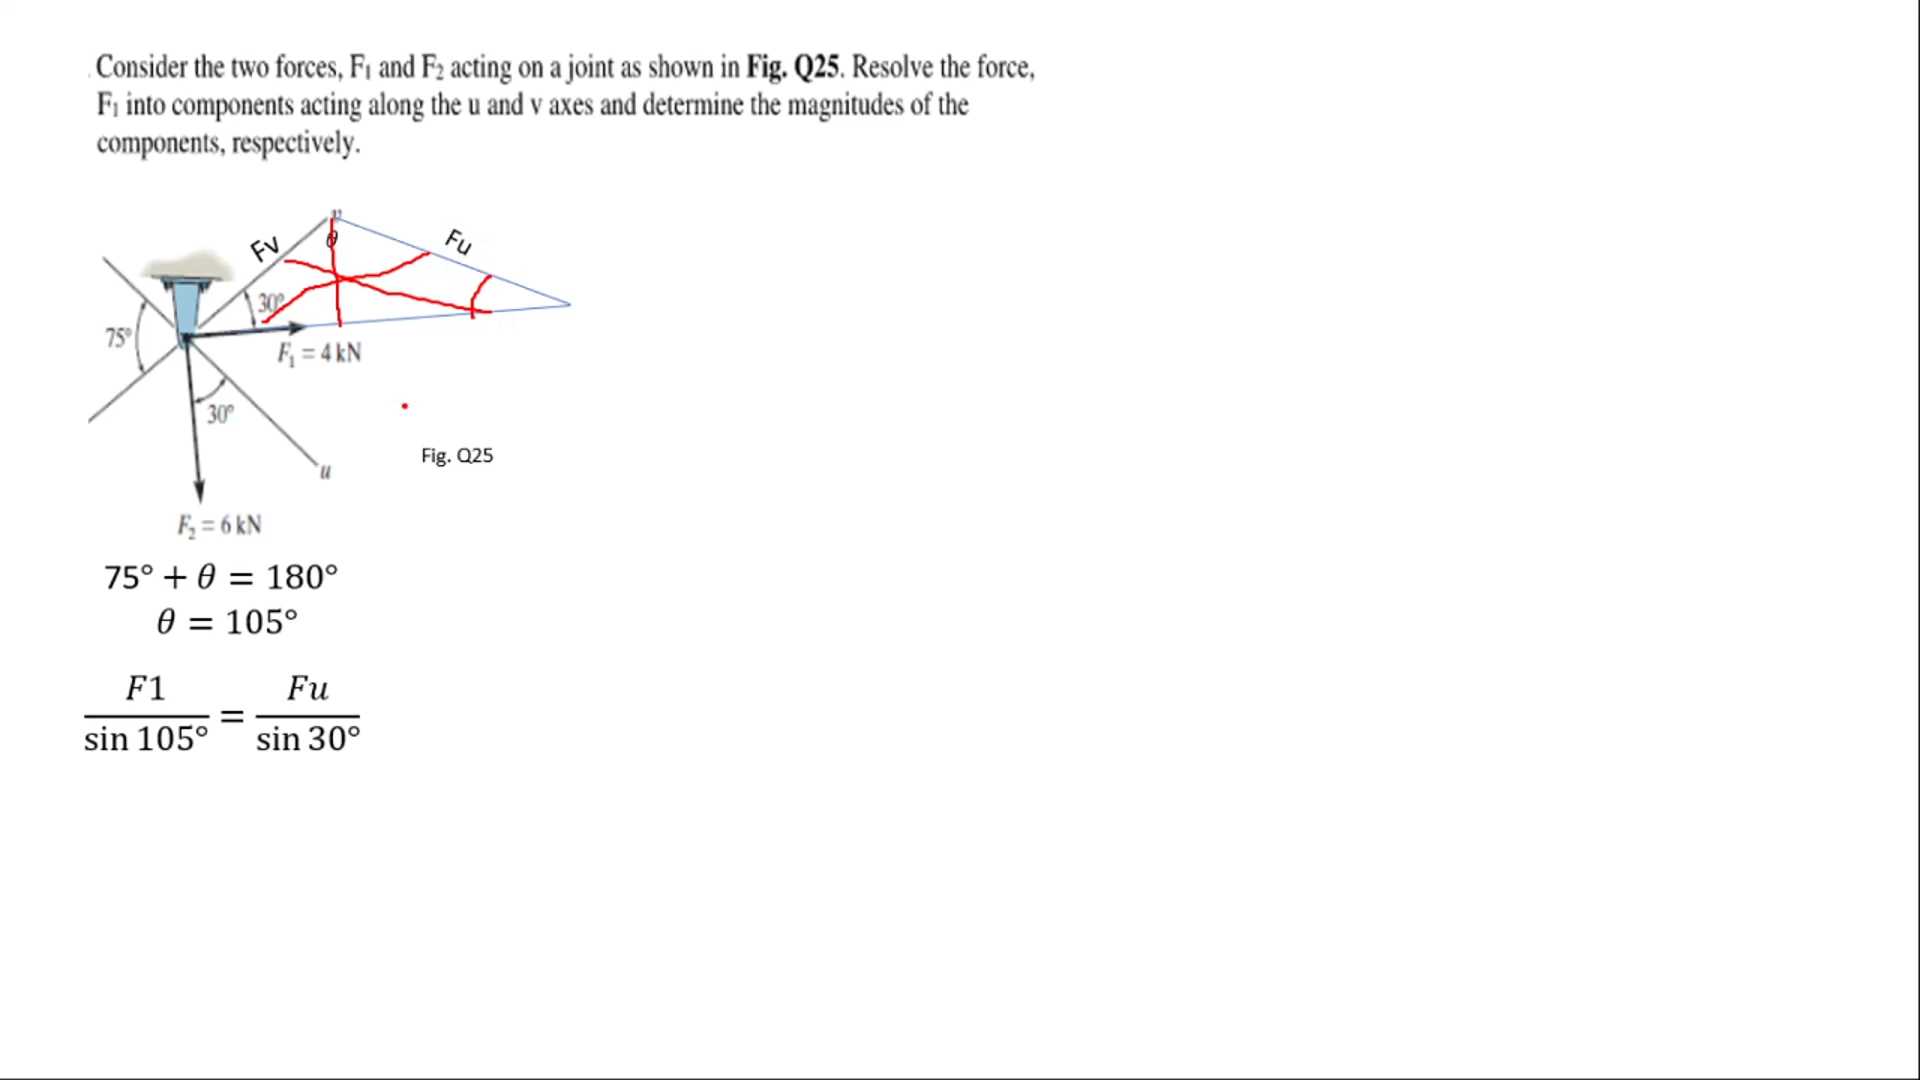 Consider the two forces, F₁ and F₂ acting on a joint as shown in Fig. Q25. Resolve the force,
F₁ into components acting along the u and v axes and determine the magnitudes of the
components, respectively.
Fv
θ
Fu
30°
75°
F₁ = 4 kN
30°
Fig. Q25
u
F₂ = 6 kN
75° + θ = 180°
θ = 105°
F1/sin 105° = Fu/sin 30°